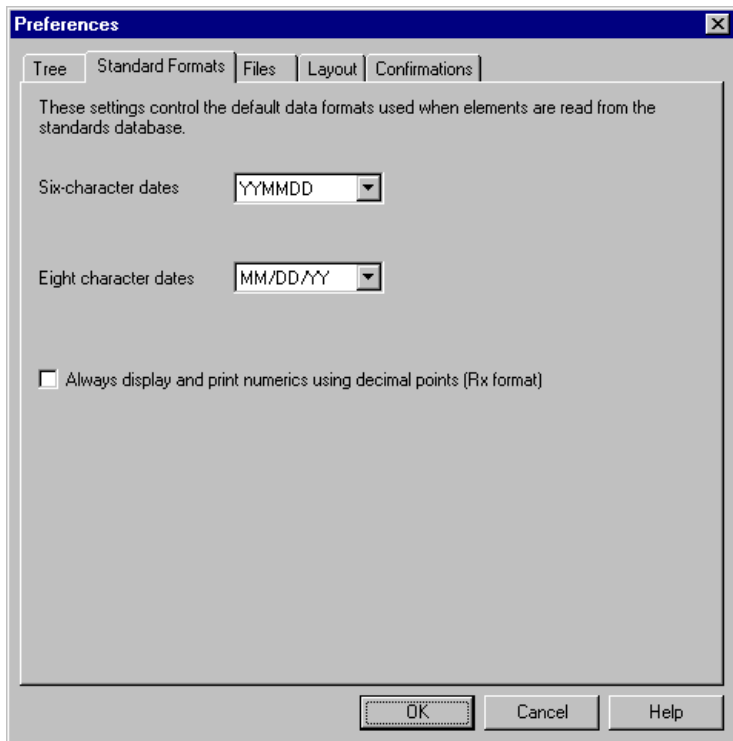 Preferences
Tree Standard Formats Files Layout Confirmations
These settings control the default data formats used when elements are read from the
standards database.
Six-character dates YYMMDD
Eight character dates MM/DD/YY
Always display and print numerics using decimal points (Rx format)
OK Cancel Help